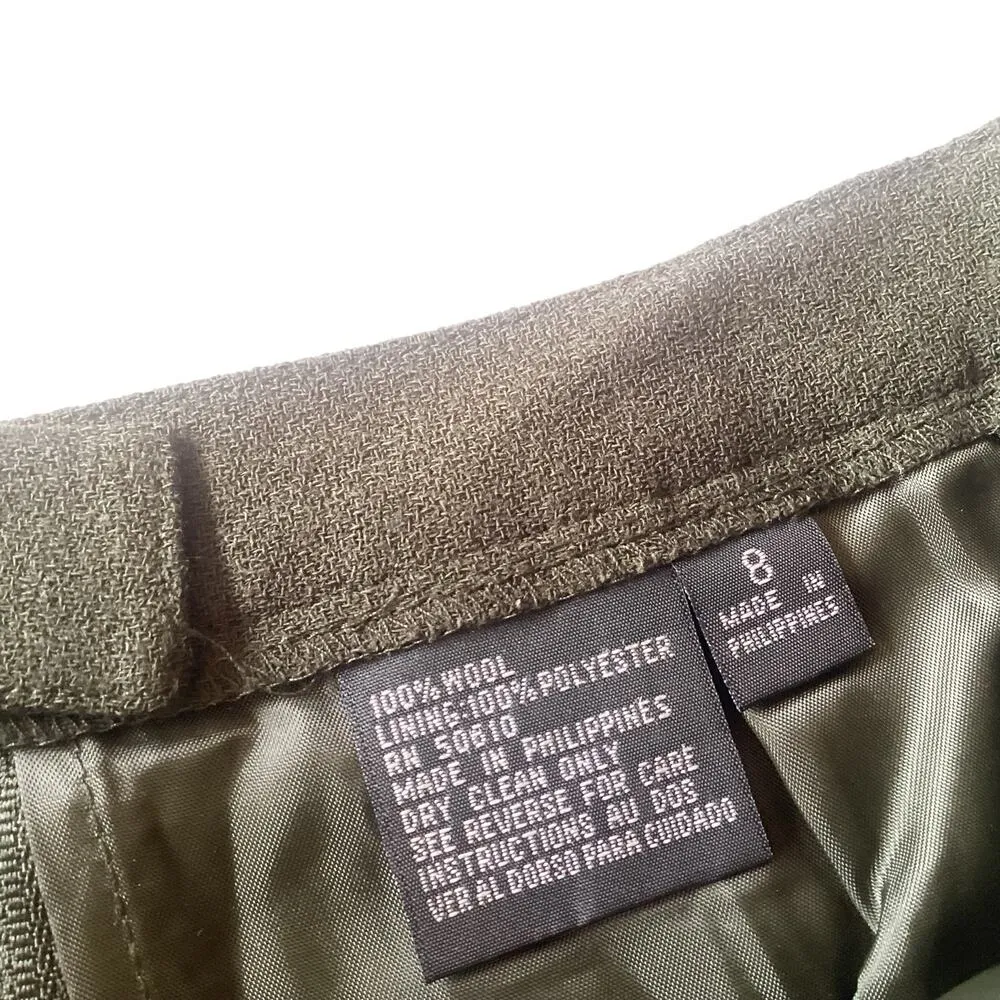 100% WOOL
LINING:100% POLYESTER
RN 50010
MADE IN PHILIPPINES
DRY CLEAN ONLY
SEE REVERSE FOR CARE
INSTRUCTIONS AU DOS
VER AL DORSO PARA CUIDADO
8
MADE IN
PHILIPPINES